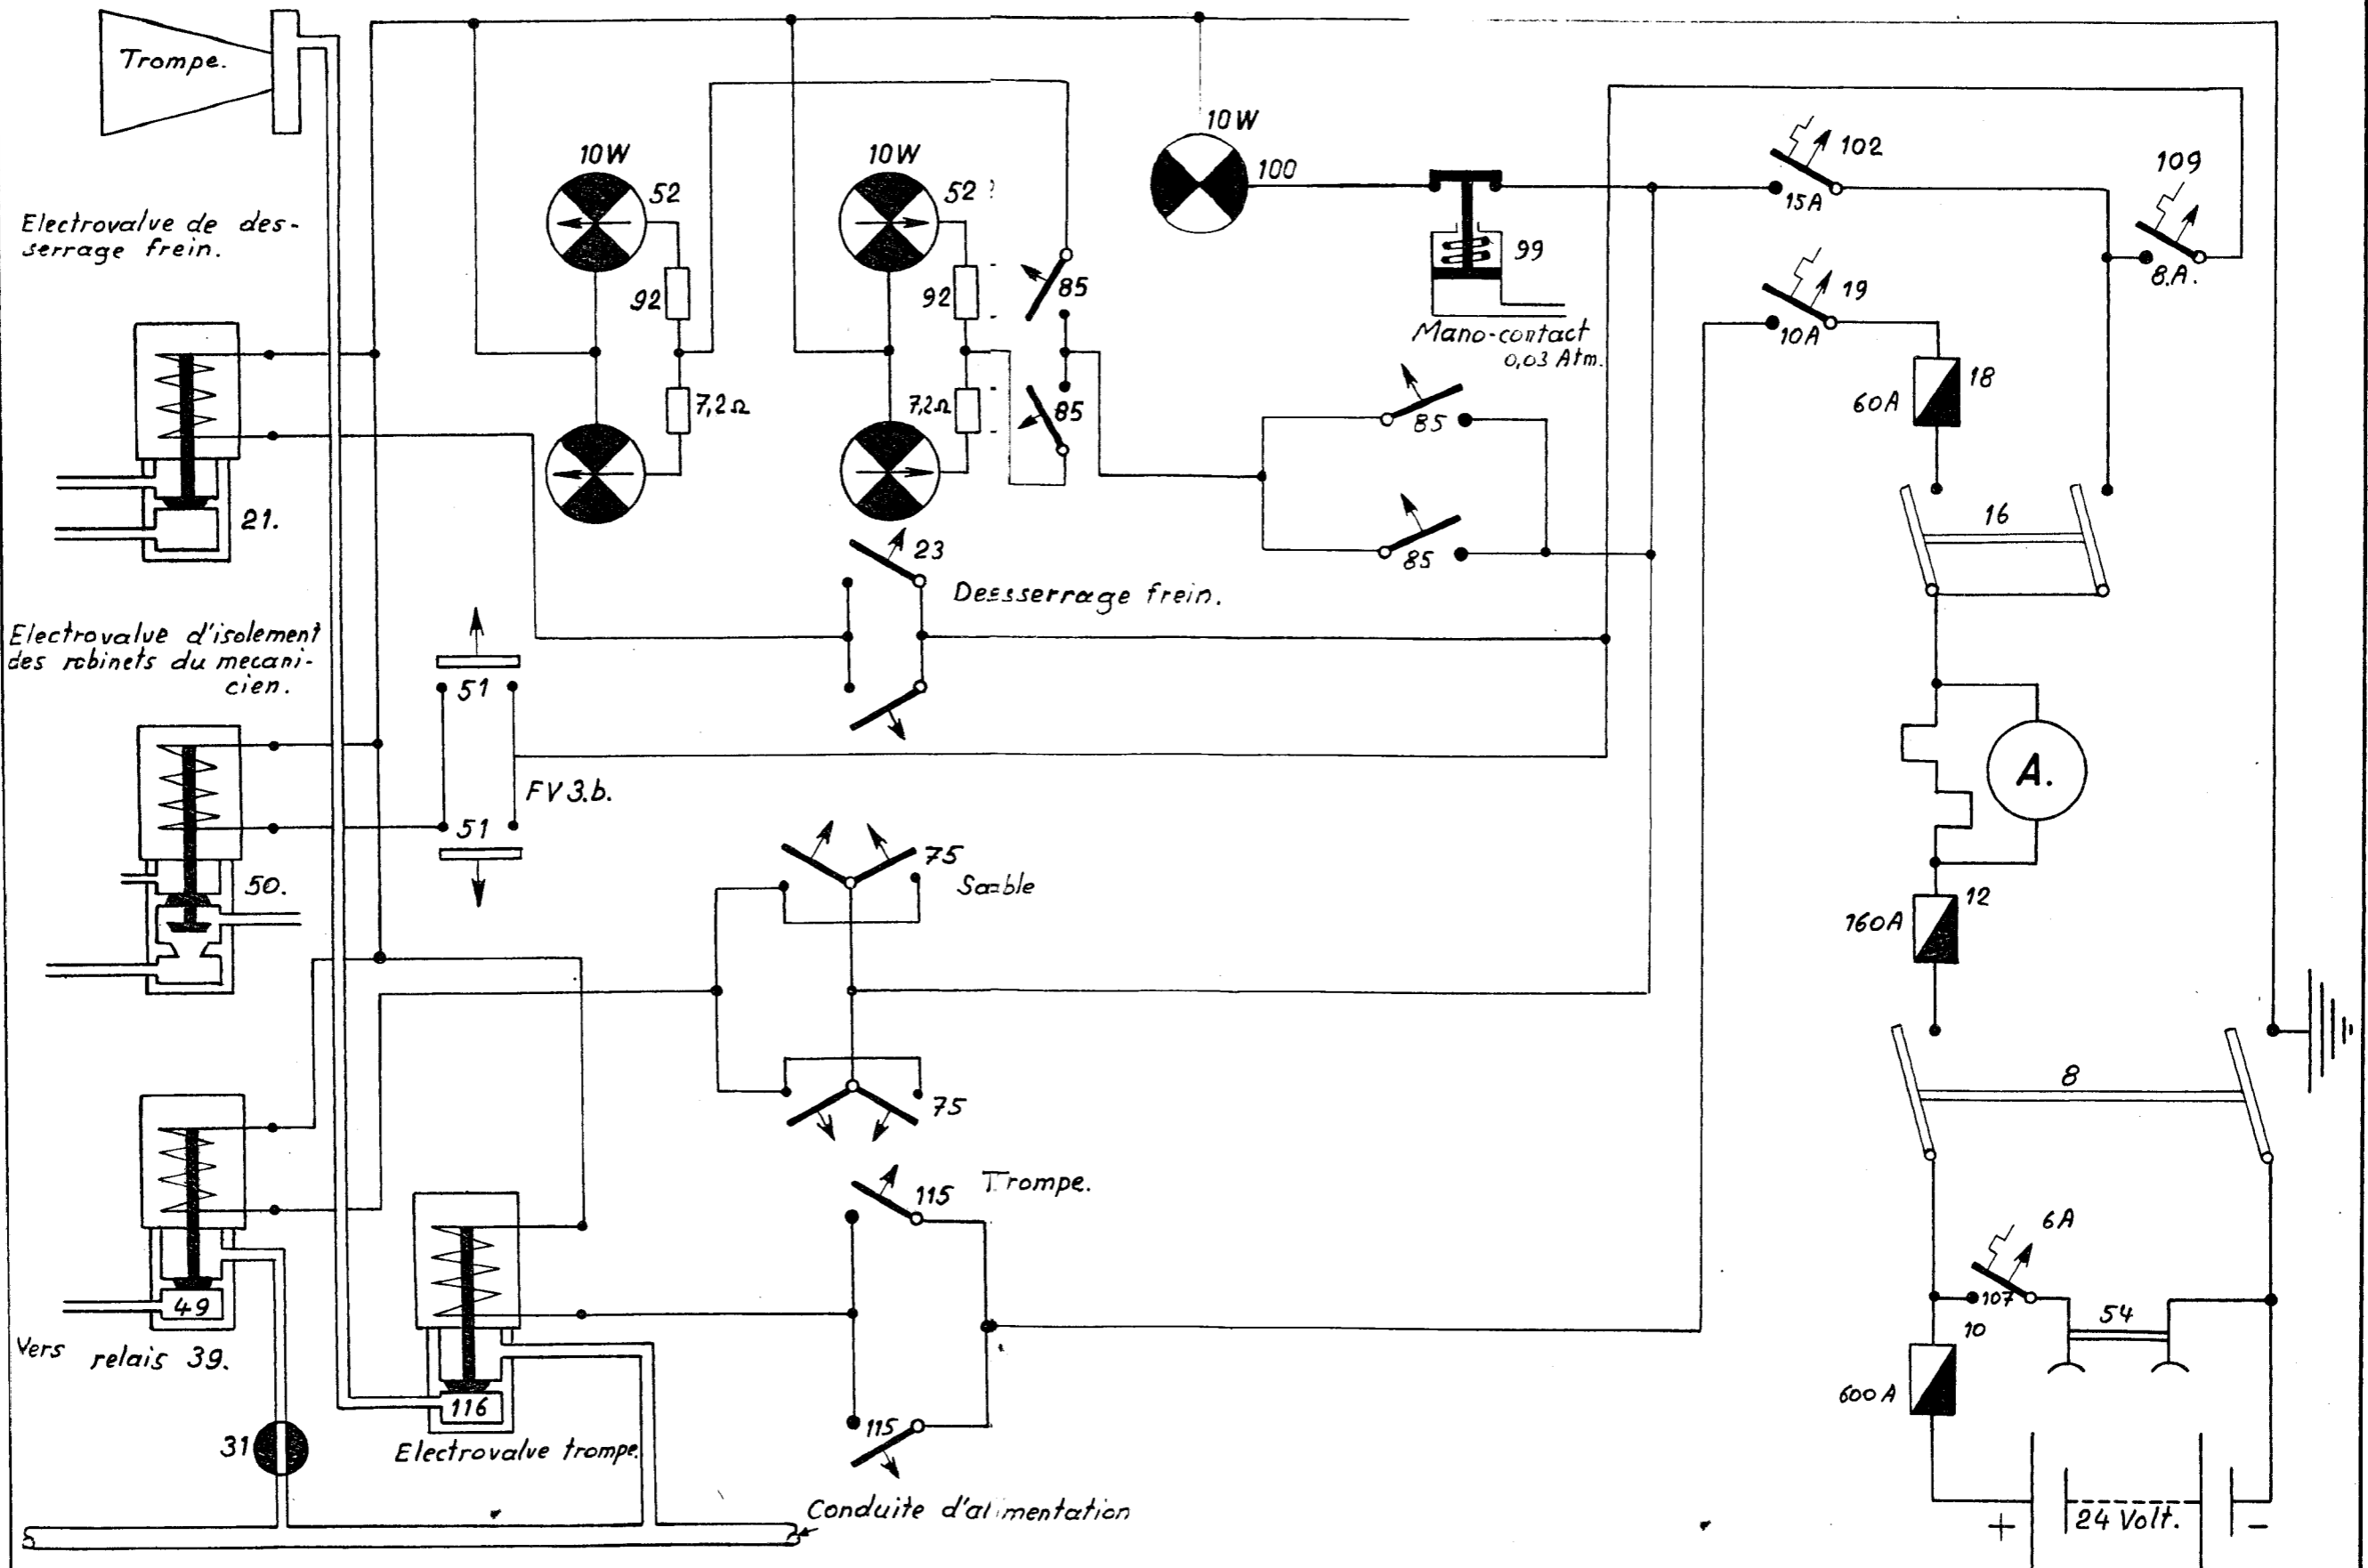 Trompe.
Electrovalve de des-
serrage frein.
21.
Electrovalve d'isolement
des robinets du mecani-
cien.
50.
49
Vers relais 39.
31
116
Electrovalve trompe.
Conduite d'alimentation
10W
52
92
7,2Ω
10W
52
92
7,2Ω
85
85
10W
100
99
Mano-contact
0,03 Atm.
85
85
23
Desserrage frein.
51
51
FV3.b.
75
Sable
75
115
Trompe.
115
102
15A
109
8.A.
19
10A
18
60A
16
A.
12
160A
8
6A
107
54
10
600A
+ 24 Volt. -